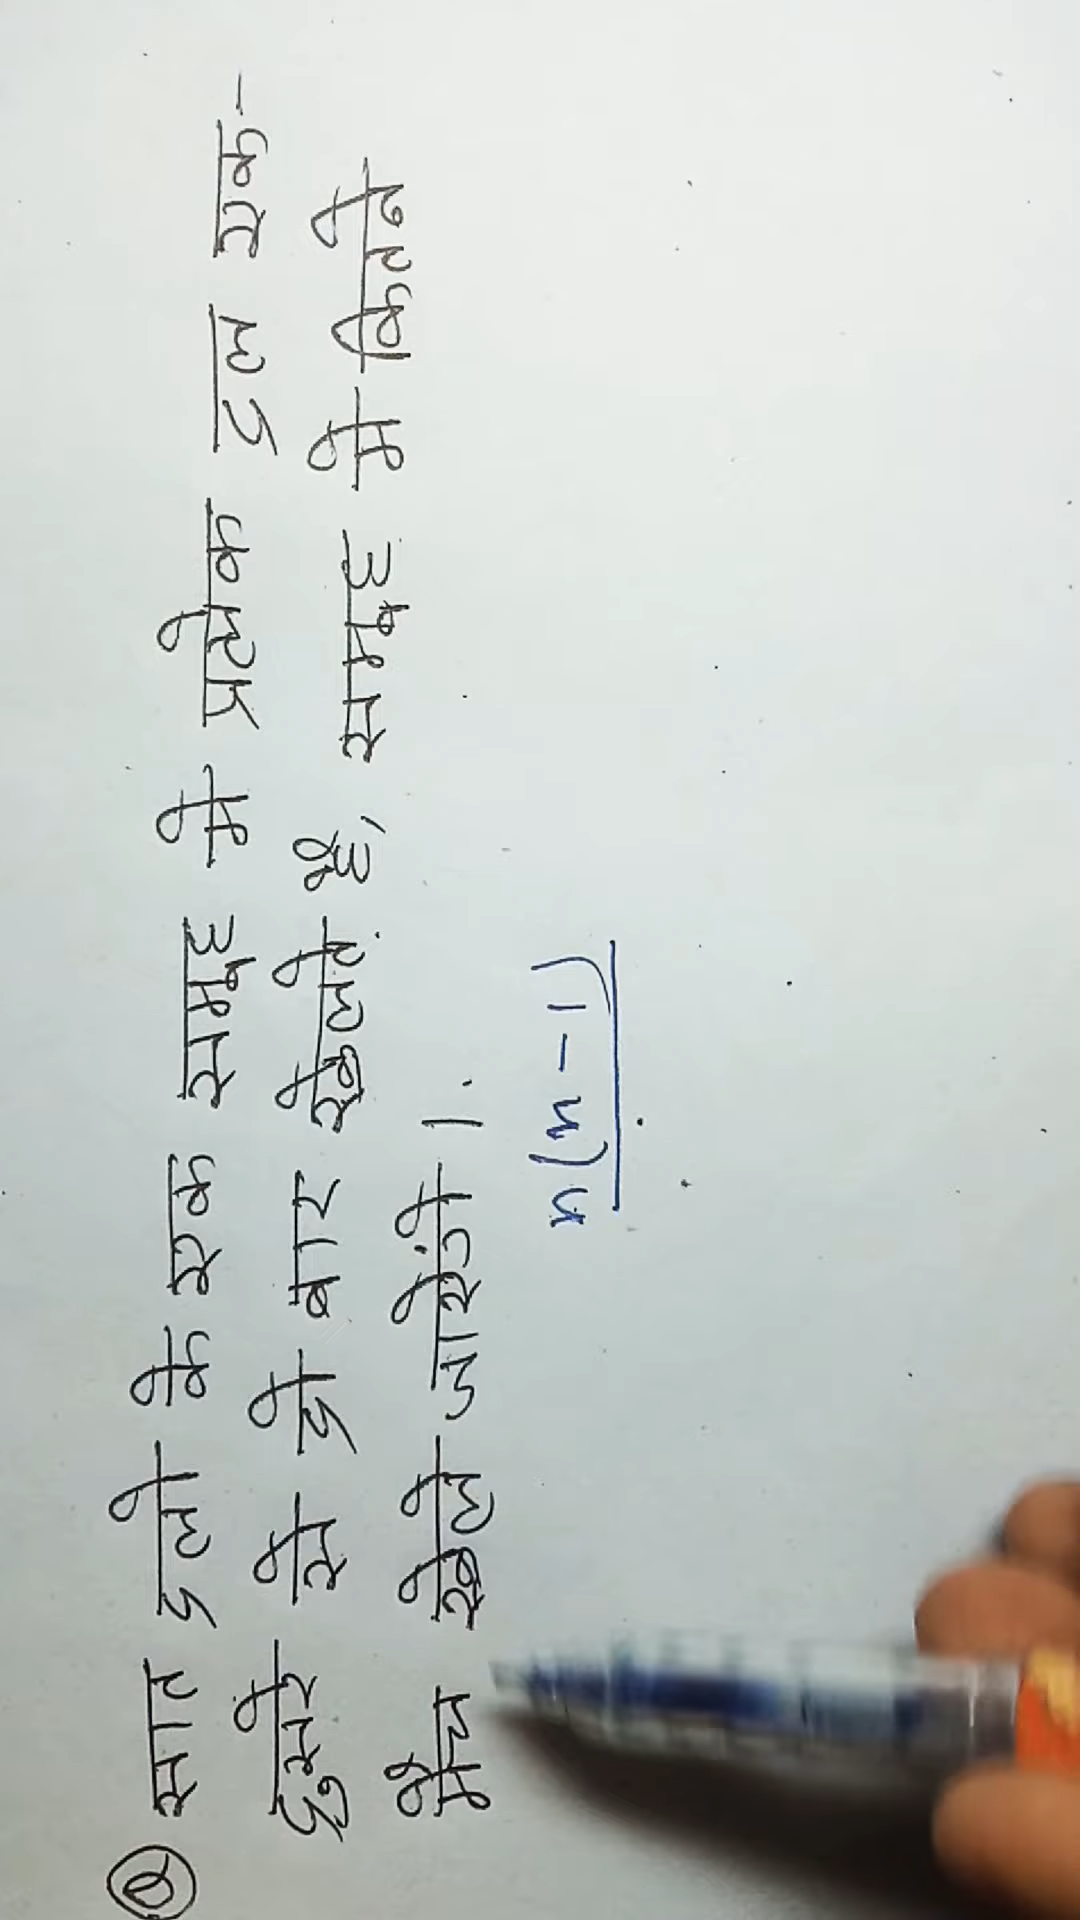 Q सात दलों के एक समूह में प्रत्येक दल एक-
दुसरे से दो बार खेलते है, समूह में कितने
मैच खेले जाएंगे।
n(n-1)